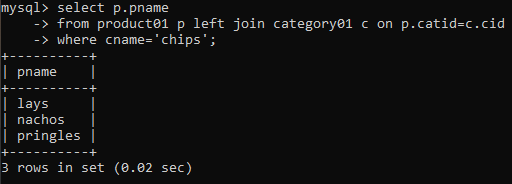 mysql> select p.pname
    -> from product01 p left join category01 c on p.catid=c.cid
    -> where cname='chips';
+----------+
| pname    |
+----------+
| lays     |
| nachos   |
| pringles |
+----------+
3 rows in set (0.02 sec)